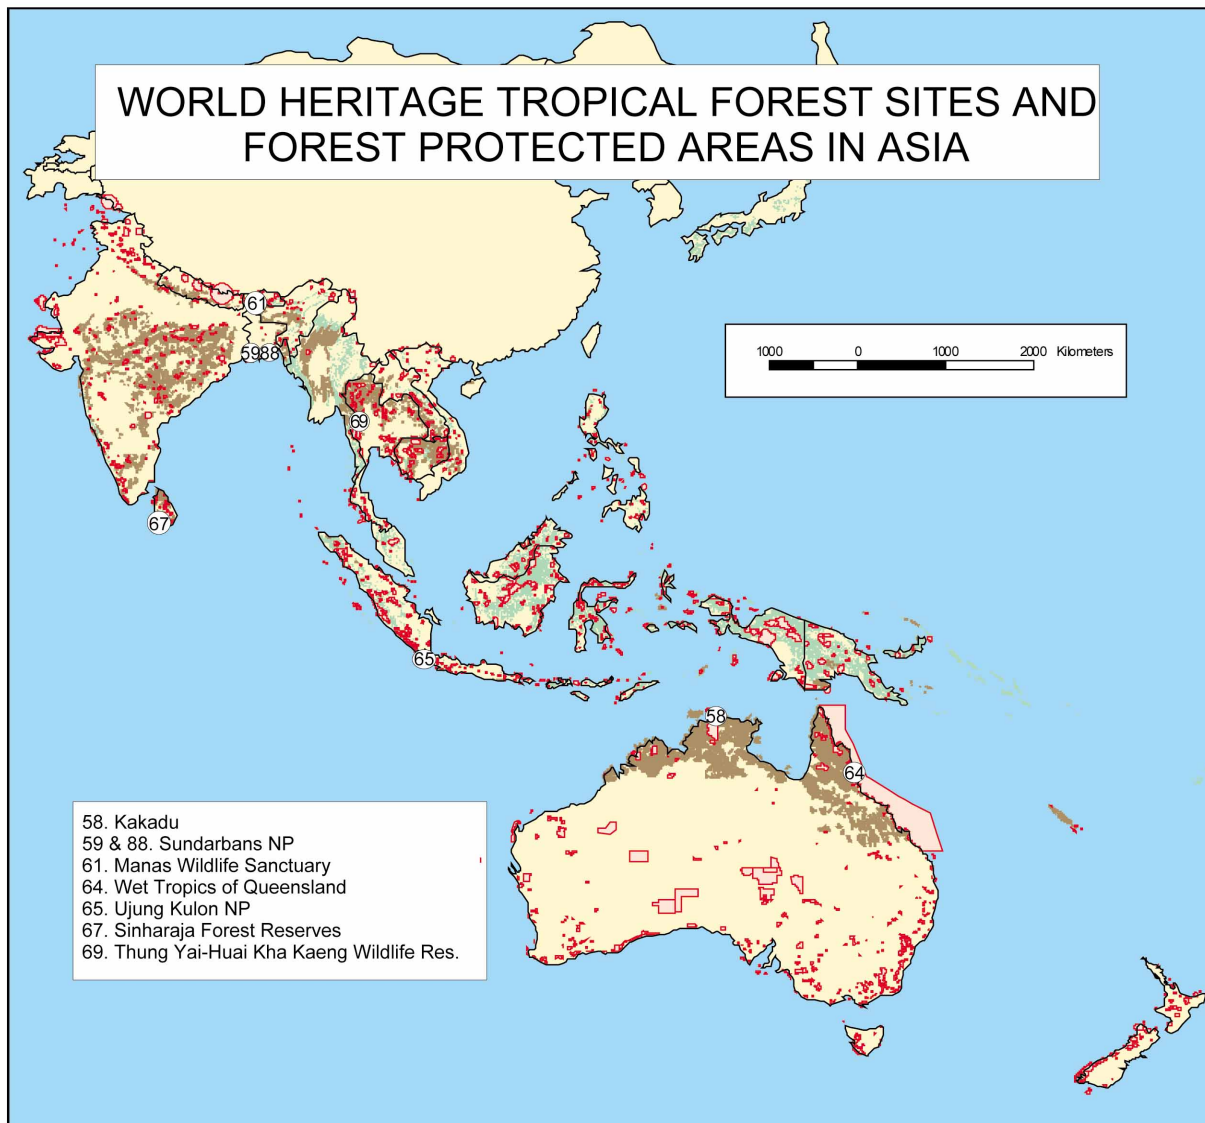 WORLD HERITAGE TROPICAL FOREST SITES AND
FOREST PROTECTED AREAS IN ASIA
1000 0 1000 2000 Kilometers
61
5988
69
67
65
58
64
58. Kakadu
59 & 88. Sundarbans NP
61. Manas Wildlife Sanctuary
64. Wet Tropics of Queensland
65. Ujung Kulon NP
67. Sinharaja Forest Reserves
69. Thung Yai-Huai Kha Kaeng Wildlife Res.